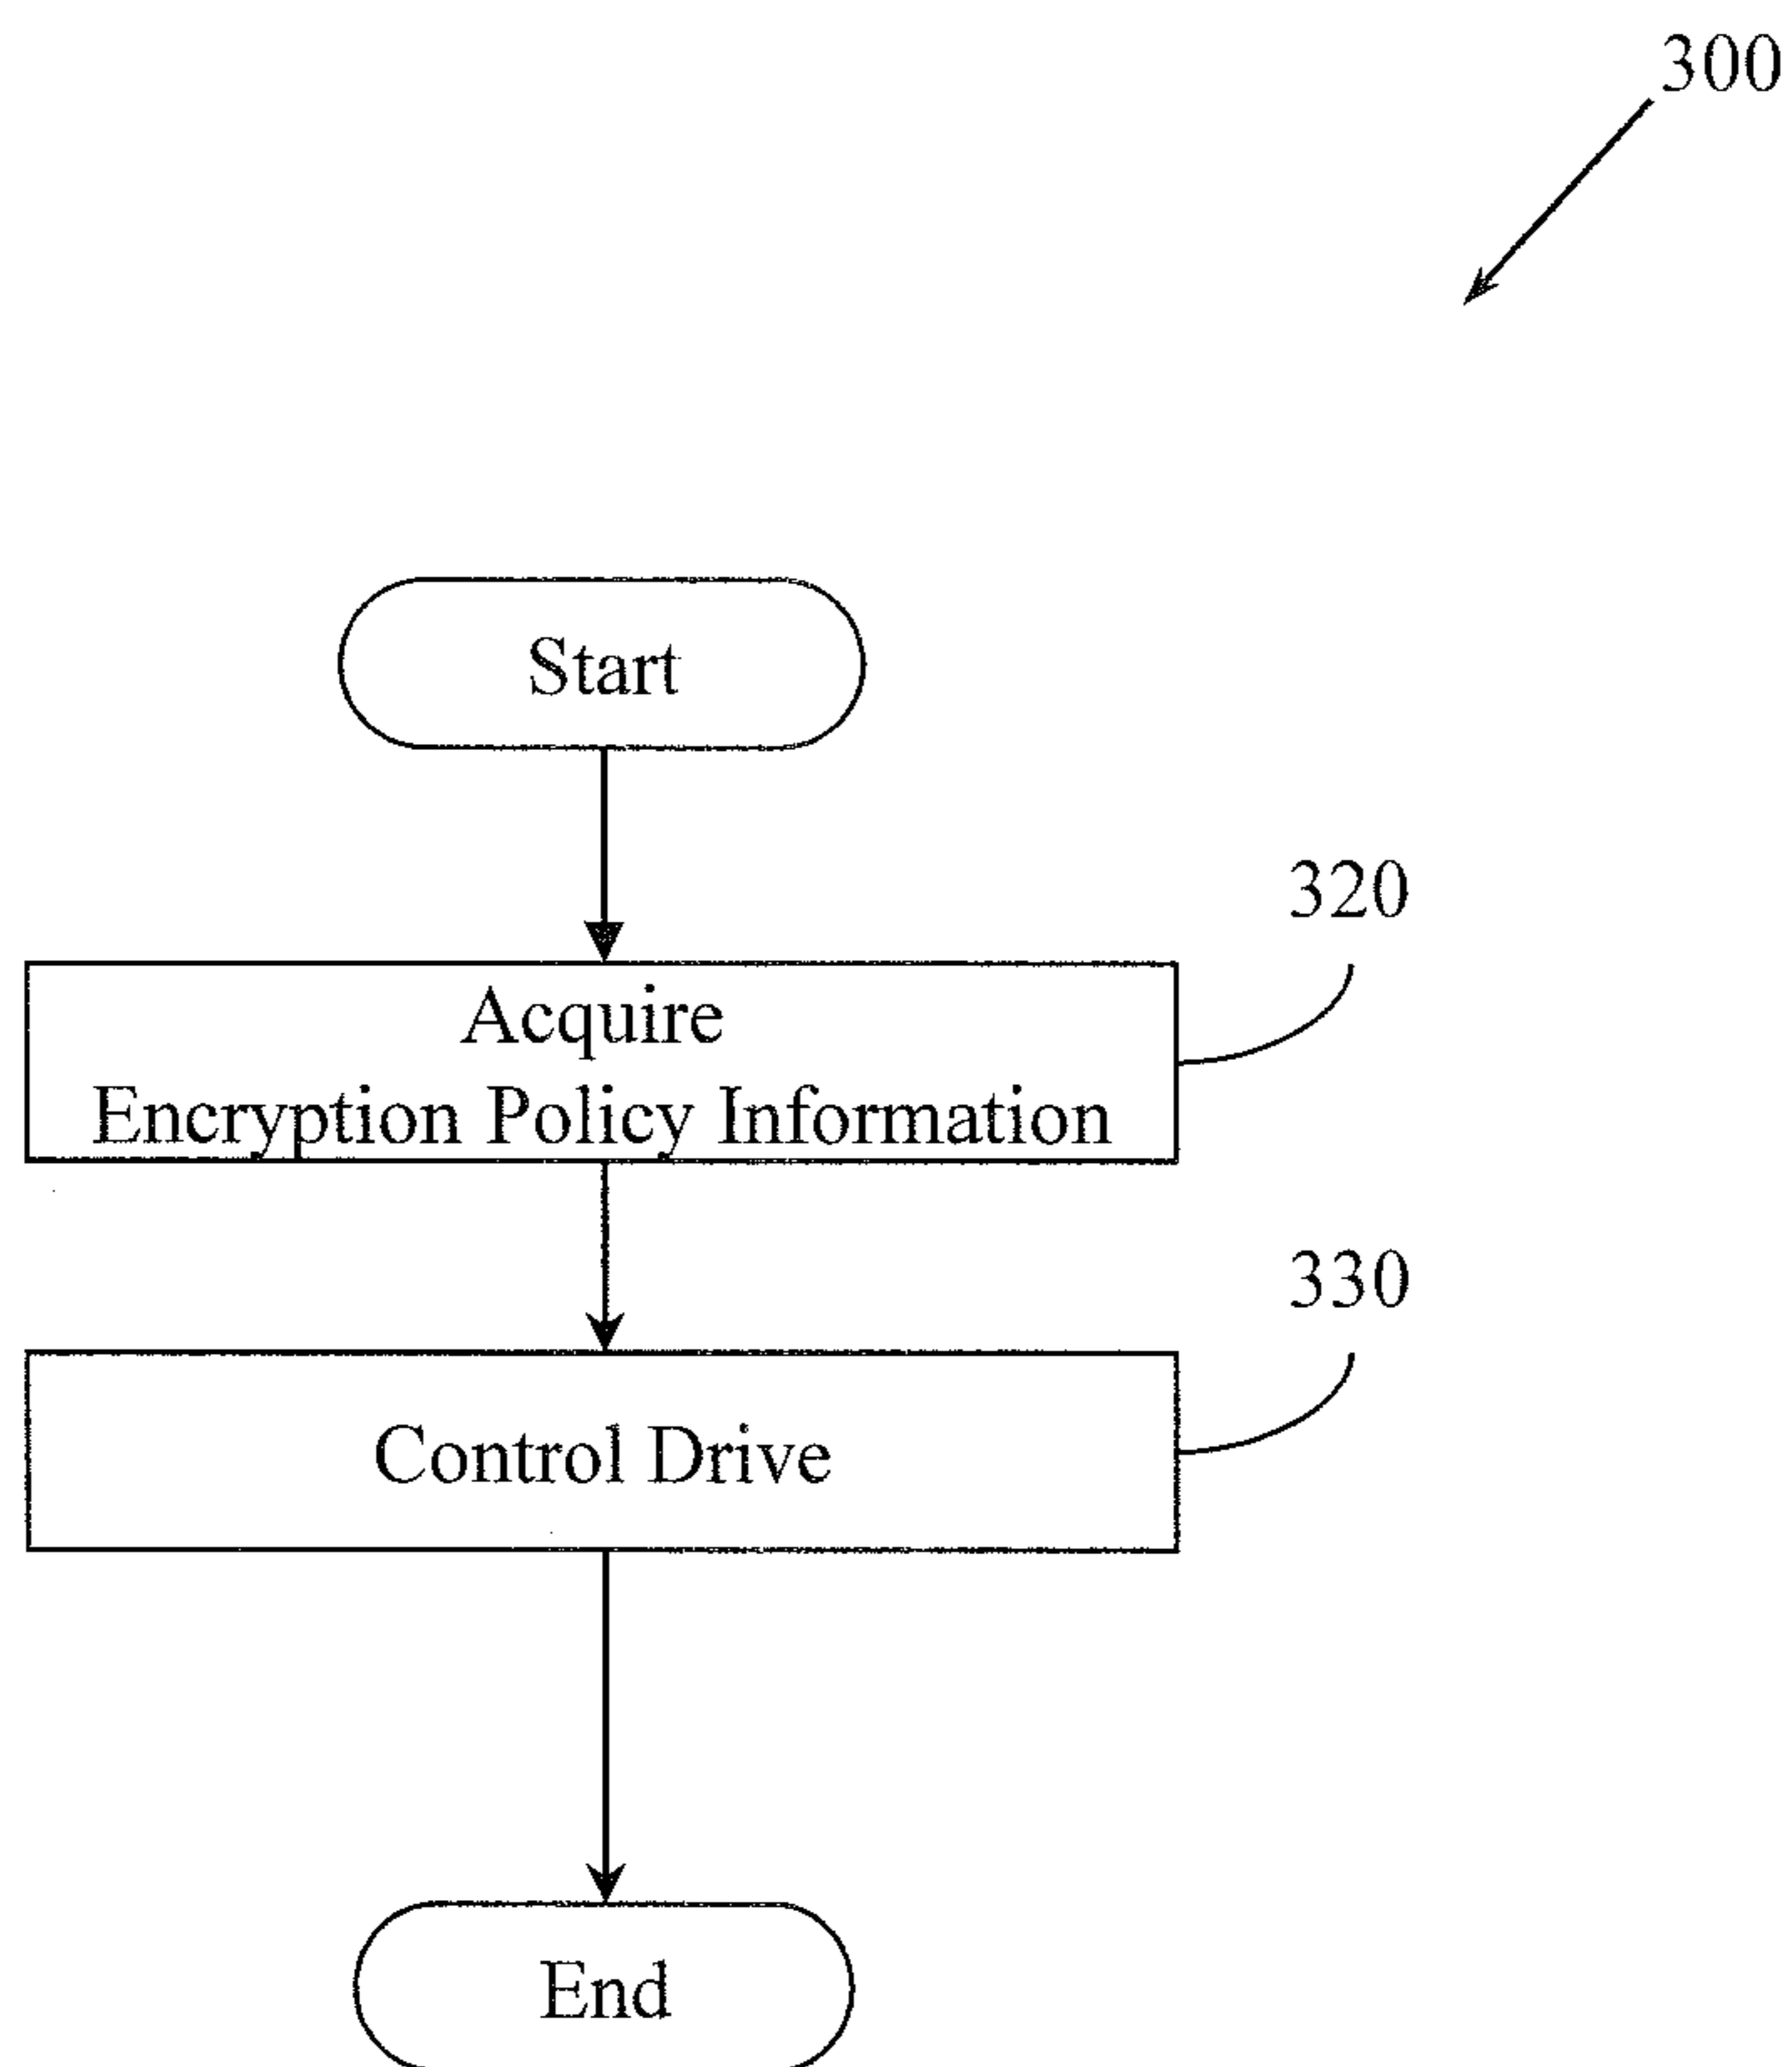 300
Start
320
Acquire
Encryption Policy Information
330
Control Drive
End